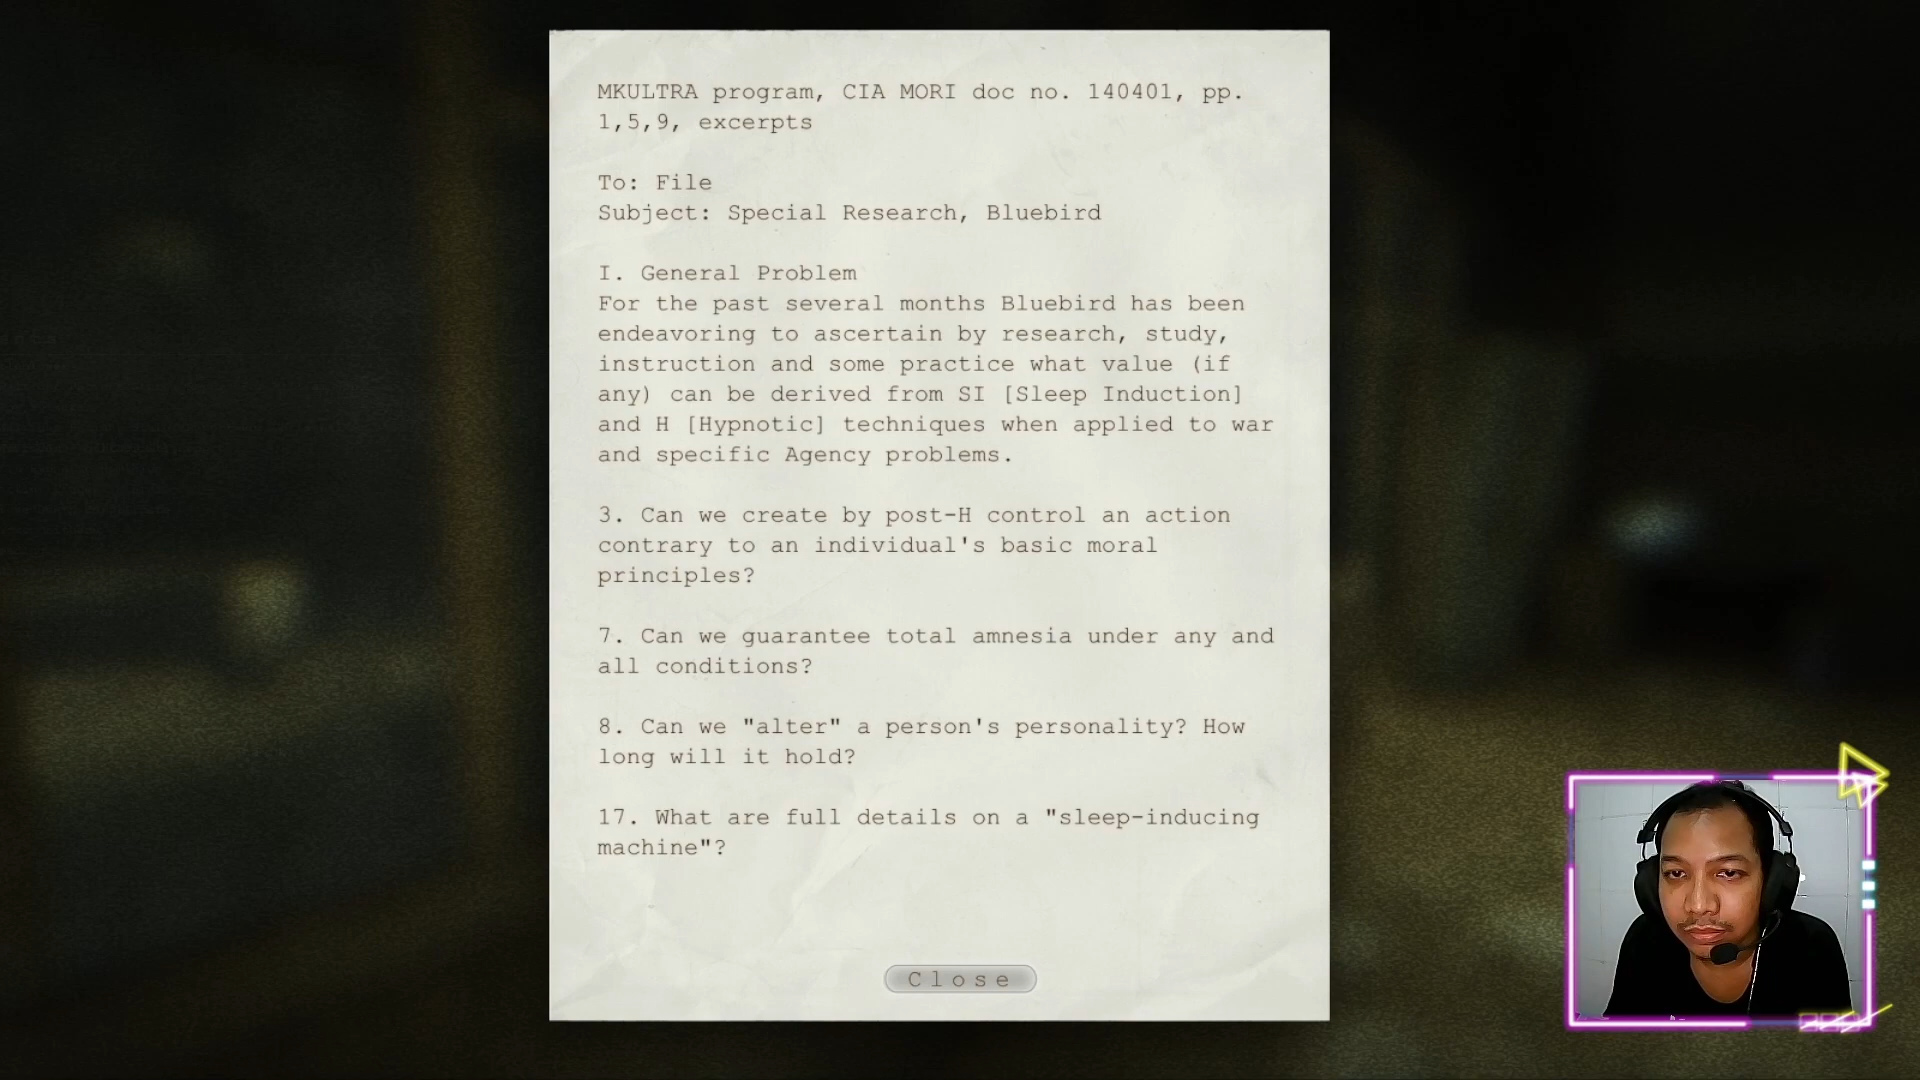 MKULTRA program, CIA MORI doc no. 140401, pp.
1,5,9, excerpts
To: File
Subject: Special Research, Bluebird
I. General Problem
For the past several months Bluebird has been
endeavoring to ascertain by research, study,
instruction and some practice what value (if
any) can be derived from SI [Sleep Induction]
and H [Hypnotic] techniques when applied to war
and specific Agency problems.
3. Can we create by post-H control an action
contrary to an individual's basic moral
principles?
7. Can we guarantee total amnesia under any and
all conditions?
8. Can we "alter" a person's personality? How
long will it hold?
17. What are full details on a "sleep-inducing
machine"?
Close